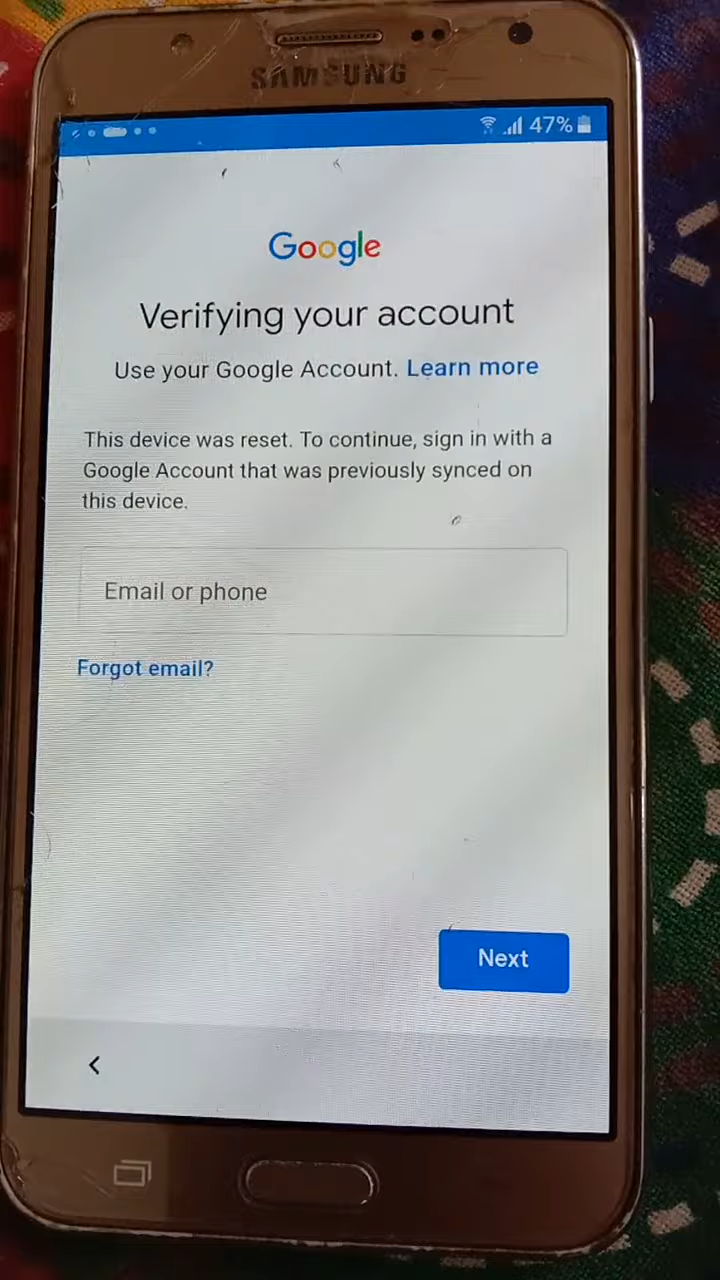 SAMSUNG
47%
Google
Verifying your account
Use your Google Account. Learn more
This device was reset. To continue, sign in with a
Google Account that was previously synced on
this device.
Email or phone
Forgot email?
Next